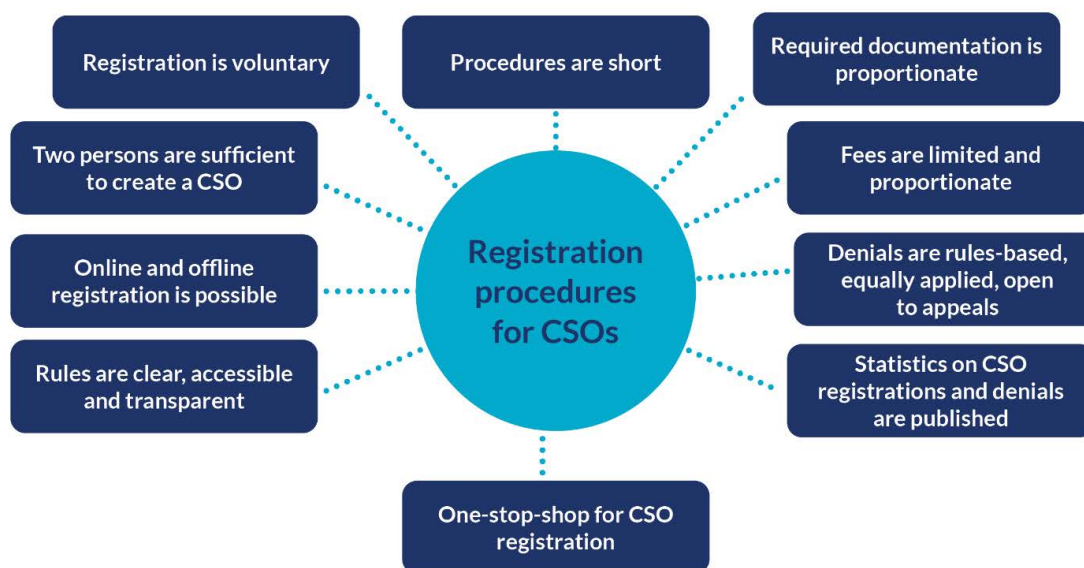 Registration is voluntary
Procedures are short
Required documentation is
proportionate
Two persons are sufficient
to create a CSO
Fees are limited and
proportionate
Registration
procedures
for CSOs
Online and offline
registration is possible
Denials are rules-based,
equally applied, open
to appeals
Rules are clear, accessible
and transparent
Statistics on CSO
registrations and denials
are published
One-stop-shop for CSO
registration